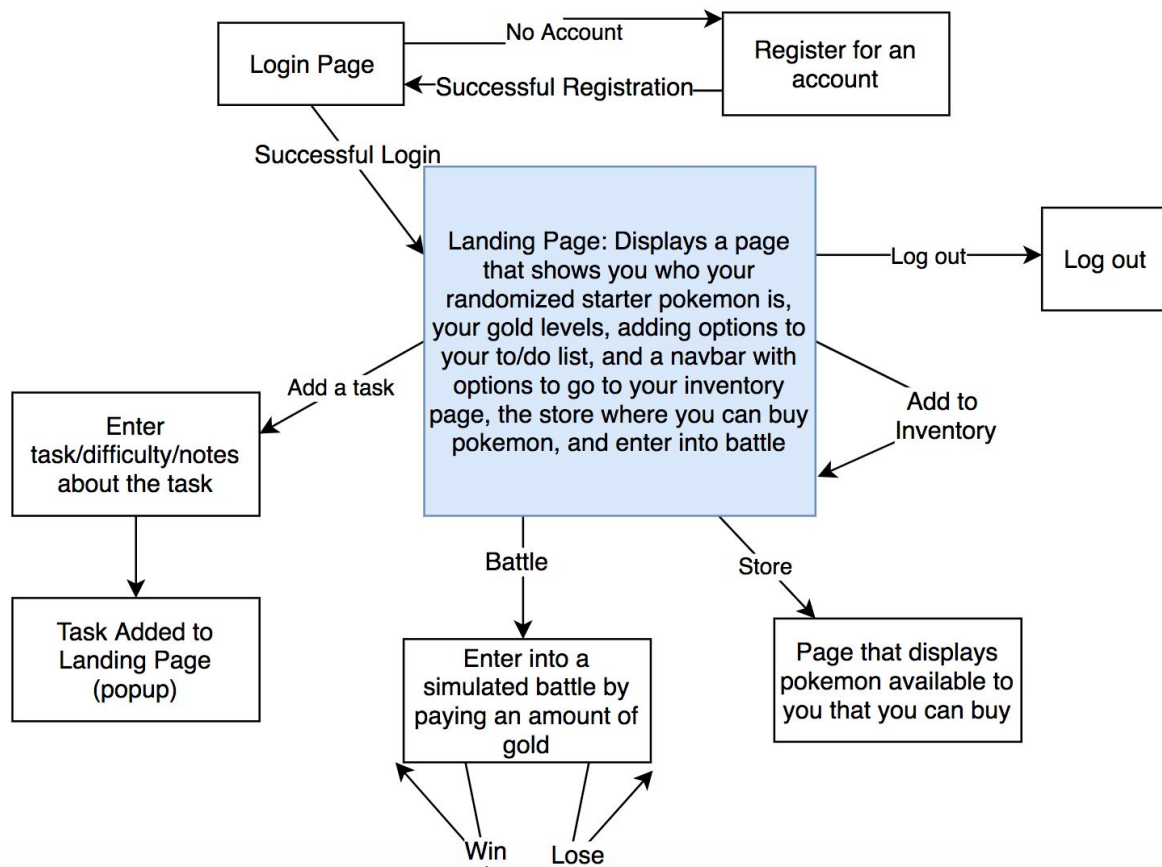 No Account
Login Page
Register for an
account
Successful Registration
Successful Login
Landing Page: Displays a page
that shows you who your
randomized starter pokemon is,
your gold levels, adding options to
your to/do list, and a navbar with
options to go to your inventory
page, the store where you can buy
pokemon, and enter into battle
Log out
Log out
Add a task
Add to
Inventory
Enter
task/difficulty/notes
about the task
Battle
Store
Task Added to
Landing Page
(popup)
Enter into a
simulated battle by
paying an amount of
gold
Page that displays
pokemon available to
you that you can buy
Win
Lose